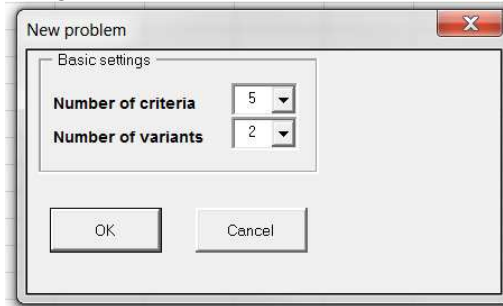 New problem
Basic settings
Number of criteria 5
Number of variants 2
OK Cancel